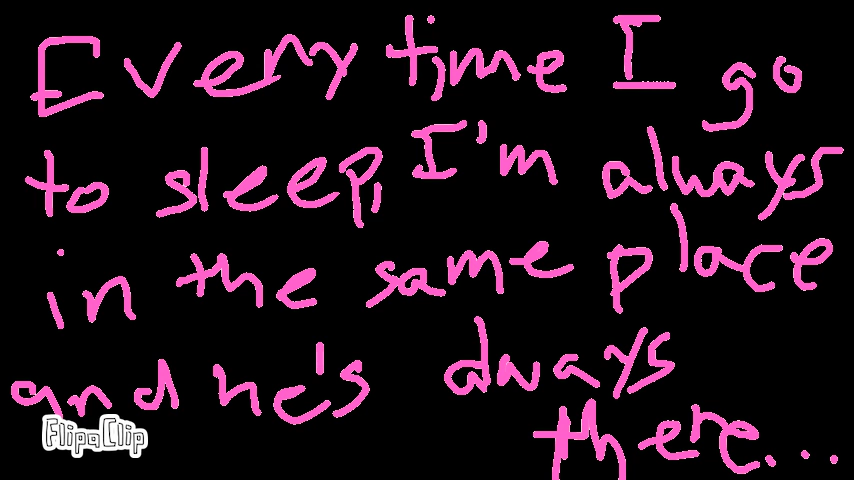 Every time I go
to sleep, I'm always
in the same place
and he's always
there...
FlipaClip